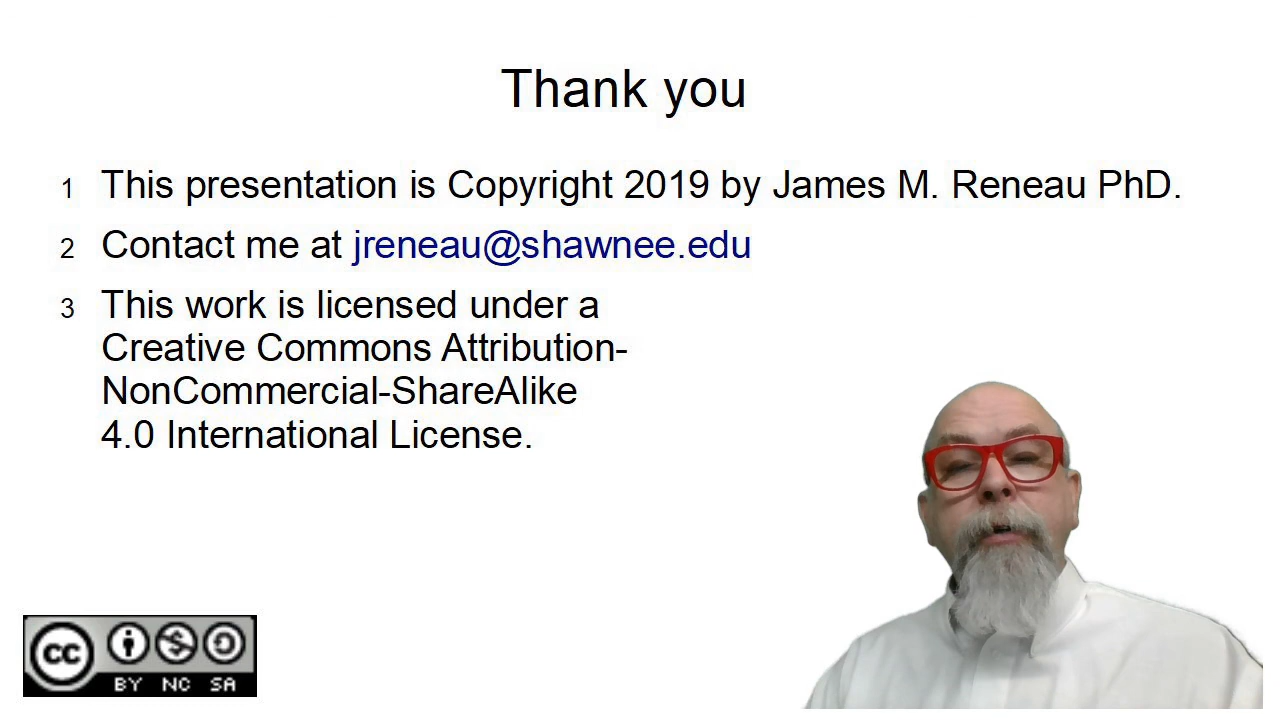 Thank you
1 This presentation is Copyright 2019 by James M. Reneau PhD.
2 Contact me at jreneau@shawnee.edu
3 This work is licensed under a
Creative Commons Attribution-
NonCommercial-ShareAlike
4.0 International License.
cc
BY NC SA